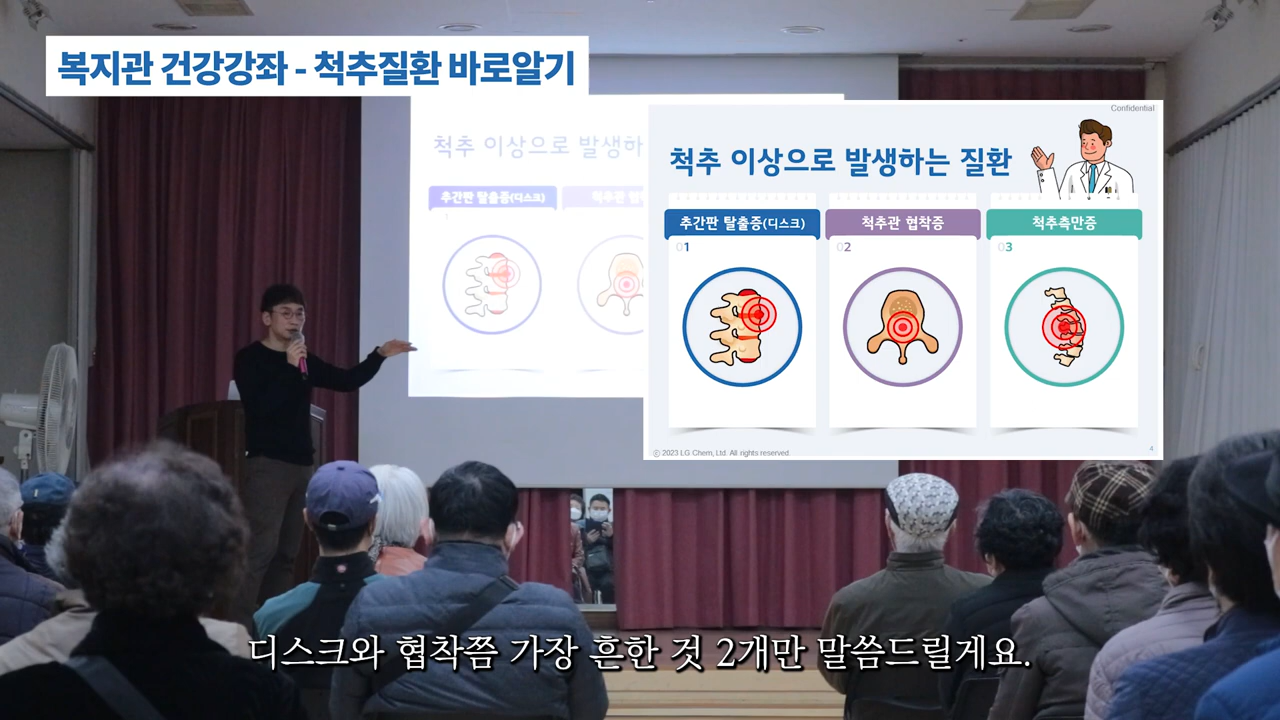 복지관 건강강좌 - 척추질환 바로알기
척추 이상으로 발생하
추간판 탈출증(디스크)
척추관
Confidential
척추 이상으로 발생하는 질환
추간판 탈출증(디스크)
척추관 협착증
척추측만증
01
02
03
ⓒ 2023 LG Chem, Ltd. All rights reserved.
4
디스크와 협착쯤 가장 흔한 것 2개만 말씀드릴게요.